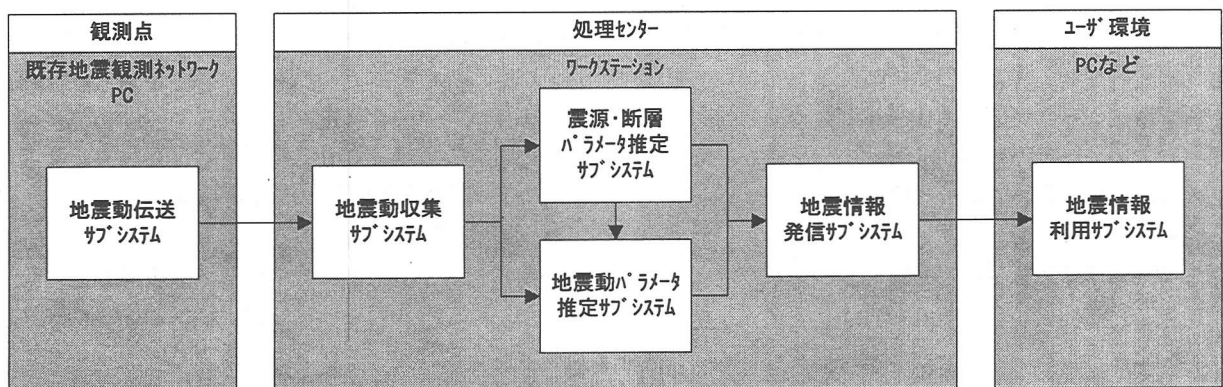 観測点
既存地震観測ネットワーク
PC
地震動伝送
サブシステム
処理センター
ワークステーション
地震動収集
サブシステム
震源・断層
パラメータ推定
サブシステム
地震動パラメータ
推定サブシステム
地震情報
発信サブシステム
ユーザ環境
PCなど
地震情報
利用サブシステム